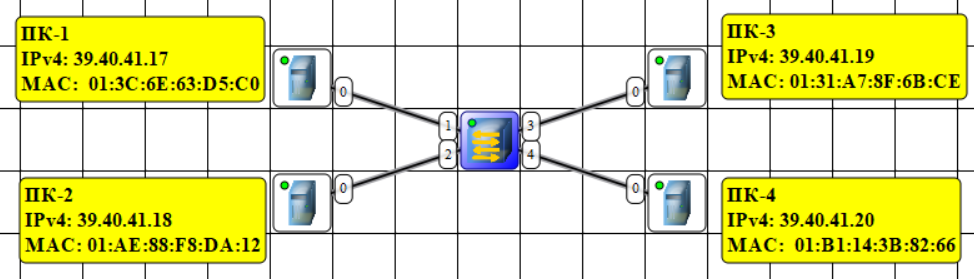 ПК-1
IPv4: 39.40.41.17
MAC: 01:3C:6E:63:D5:C0
ПК-3
IPv4: 39.40.41.19
MAC: 01:31:A7:8F:6B:CE
0
0
1
3
2
4
0
0
ПК-2
IPv4: 39.40.41.18
MAC: 01:AE:88:F8:DA:12
ПК-4
IPv4: 39.40.41.20
MAC: 01:B1:14:3B:82:66